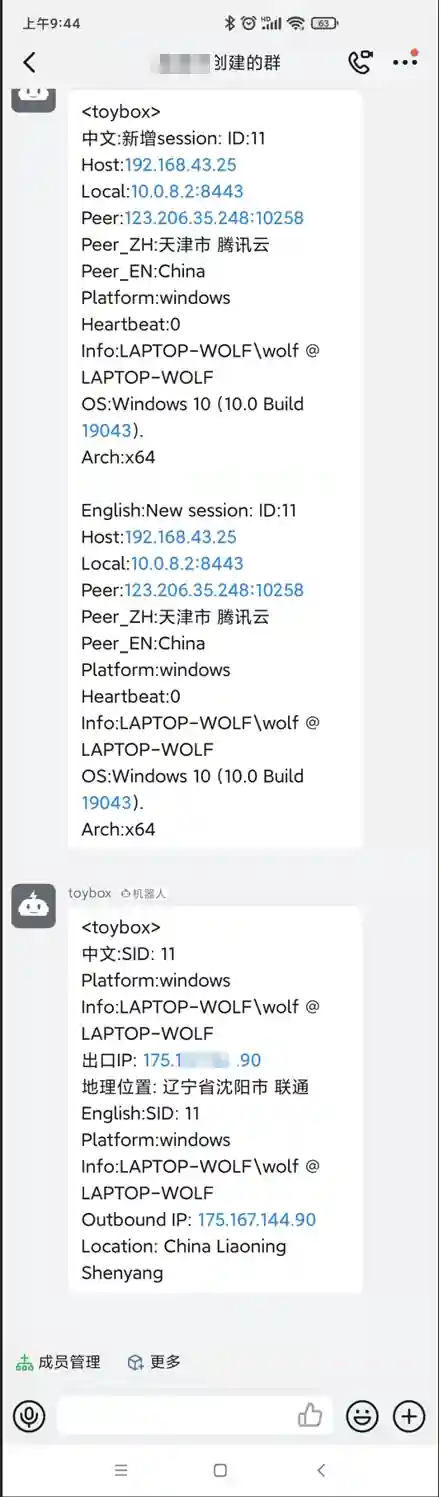 上午9:44
HD
63
创建的群
<toybox>
中文:新增session: ID:11
Host:192.168.43.25
Local:10.0.8.2:8443
Peer:123.206.35.248:10258
Peer_ZH:天津市 腾讯云
Peer_EN:China
Platform:windows
Heartbeat:0
Info:LAPTOP-WOLF\wolf @
LAPTOP-WOLF
OS:Windows 10 (10.0 Build
19043).
Arch:x64
English:New session: ID:11
Host:192.168.43.25
Local:10.0.8.2:8443
Peer:123.206.35.248:10258
Peer_ZH:天津市 腾讯云
Peer_EN:China
Platform:windows
Heartbeat:0
Info:LAPTOP-WOLF\wolf @
LAPTOP-WOLF
OS:Windows 10 (10.0 Build
19043).
Arch:x64
toybox 机器人
<toybox>
中文:SID: 11
Platform:windows
Info:LAPTOP-WOLF\wolf @
LAPTOP-WOLF
出口IP: 175.1 .90
地理位置: 辽宁省沈阳市 联通
English:SID: 11
Platform:windows
Info:LAPTOP-WOLF\wolf @
LAPTOP-WOLF
Outbound IP: 175.167.144.90
Location: China Liaoning
Shenyang
成员管理 更多